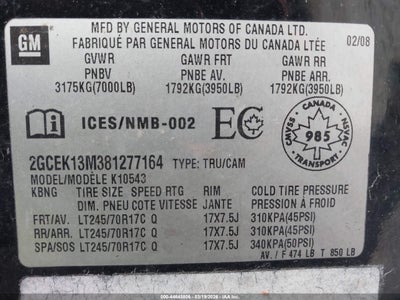 MFD BY GENERAL MOTORS OF CANADA LTD.
FABRIQUÉ PAR GENERAL MOTORS DU CANADA LTÉE
GM
02/08
GVWR GAWR FRT GAWR RR
PNBV PNBE AV. PNBE ARR.
3175KG(7000LB) 1792KG(3950LB) 1792KG(3950LB)
ICES/NMB-002 EC
CANADA
CMVSS 985 NSVAC
TRANSPORT
2GCEK13M381277164 TYPE: TRU/CAM
MODEL/MODÈLE K10543
KBNG TIRE SIZE SPEED RTG RIM COLD TIRE PRESSURE
DIM. PNEU COTE VITESSE JANTE PRESSION À FROID
FRT/AV. LT245/70R17C Q 17X7.5J 310KPA(45PSI)
RR/ARR. LT245/70R17C Q 17X7.5J 310KPA(45PSI)
SPA/SOS LT245/70R17C Q 17X7.5J 340KPA(50PSI)
AV./F 474 LB T 850 LB